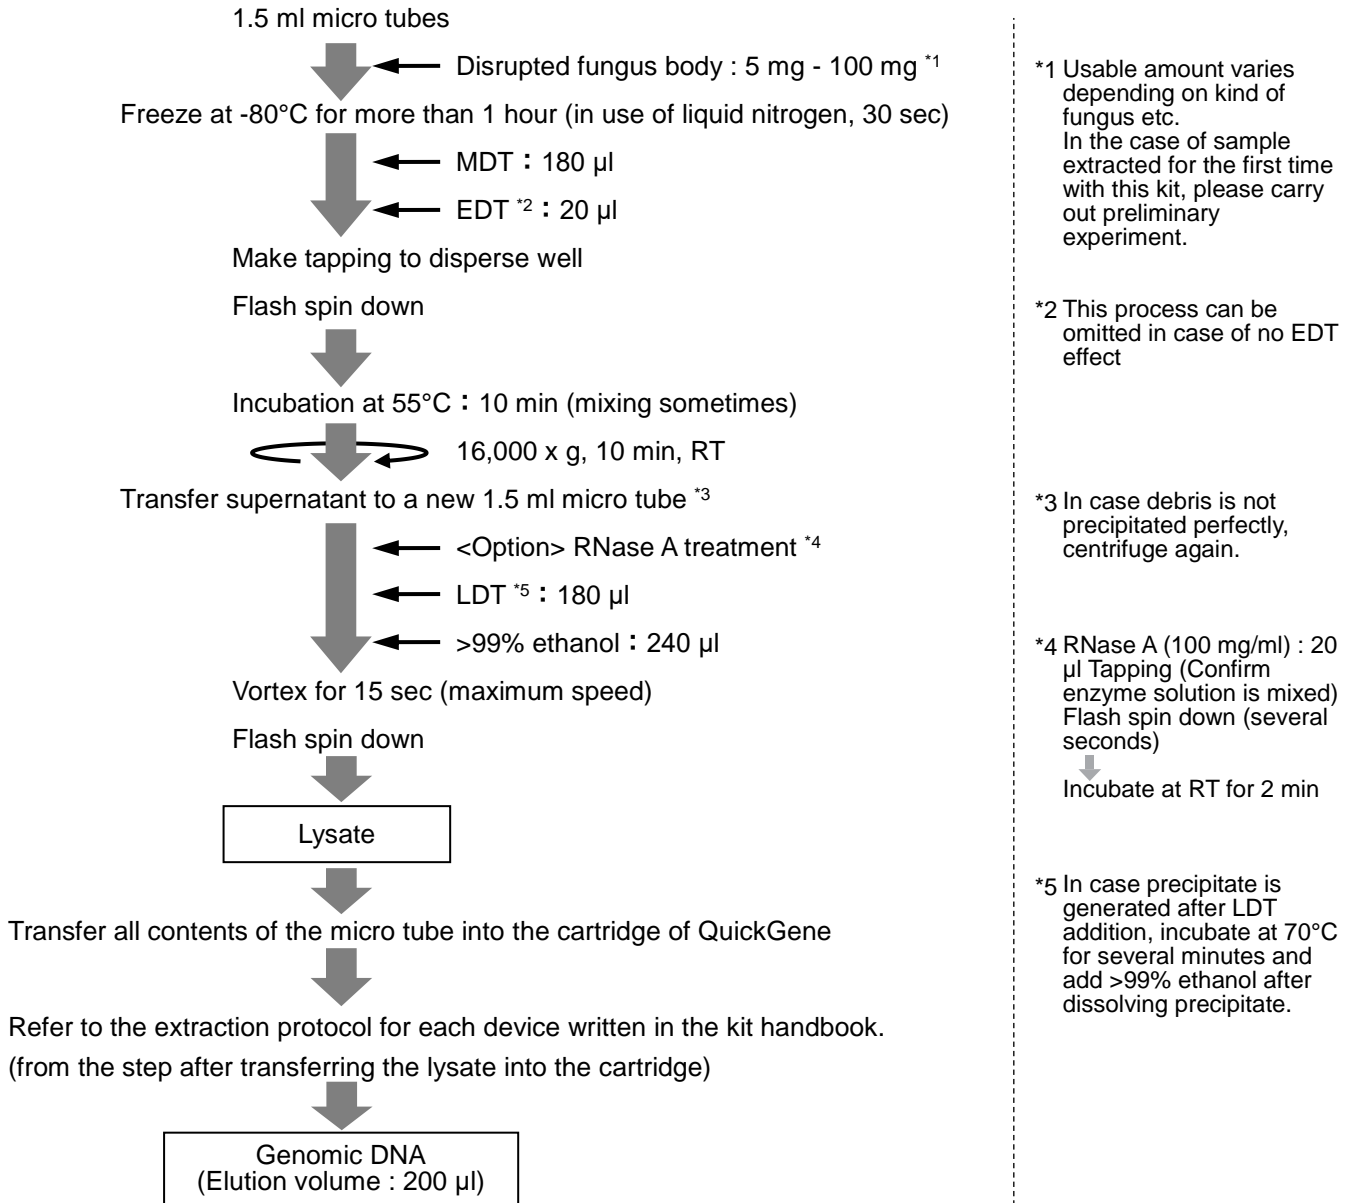 1.5 ml micro tubes
Disrupted fungus body : 5 mg - 100 mg *1
Freeze at -80°C for more than 1 hour (in use of liquid nitrogen, 30 sec)
MDT：180 µl
EDT *2：20 µl
Make tapping to disperse well
Flash spin down
Incubation at 55°C：10 min (mixing sometimes)
16,000 x g, 10 min, RT
Transfer supernatant to a new 1.5 ml micro tube *3
<Option> RNase A treatment *4
LDT *5：180 µl
>99% ethanol：240 µl
Vortex for 15 sec (maximum speed)
Flash spin down
Lysate
Transfer all contents of the micro tube into the cartridge of QuickGene
Refer to the extraction protocol for each device written in the kit handbook.
(from the step after transferring the lysate into the cartridge)
Genomic DNA
(Elution volume : 200 µl)
*1 Usable amount varies
depending on kind of
fungus etc.
In the case of sample
extracted for the first time
with this kit, please carry
out preliminary
experiment.
*2 This process can be
omitted in case of no EDT
effect
*3 In case debris is not
precipitated perfectly,
centrifuge again.
*4 RNase A (100 mg/ml) : 20
µl Tapping (Confirm
enzyme solution is mixed)
Flash spin down (several
seconds)
Incubate at RT for 2 min
*5 In case precipitate is
generated after LDT
addition, incubate at 70°C
for several minutes and
add >99% ethanol after
dissolving precipitate.